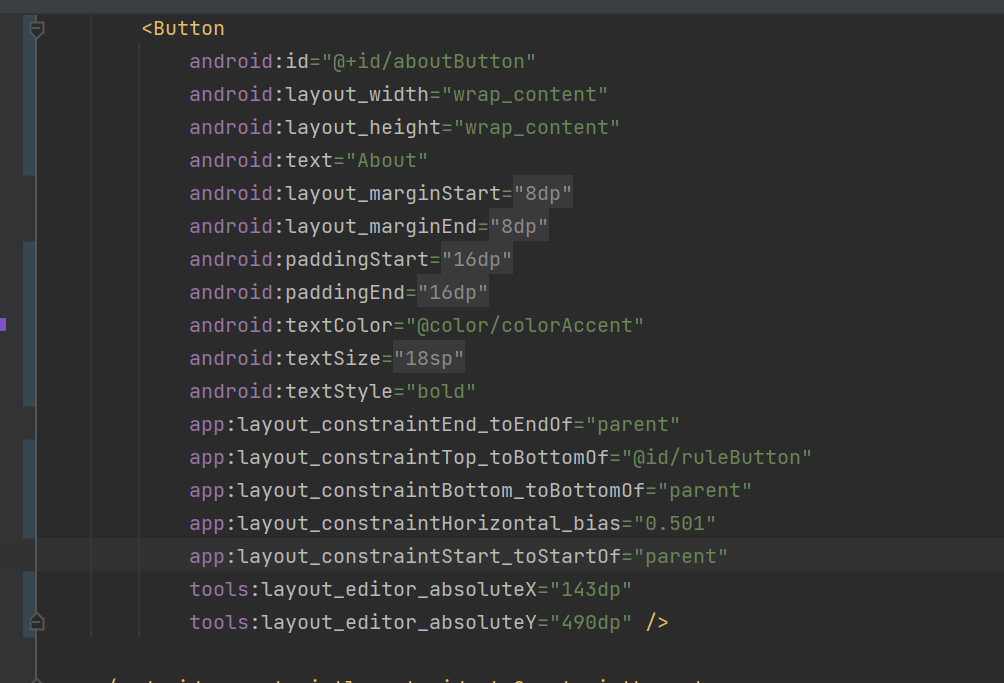 <Button
android:id="@+id/aboutButton"
android:layout_width="wrap_content"
android:layout_height="wrap_content"
android:text="About"
android:layout_marginStart="8dp"
android:layout_marginEnd="8dp"
android:paddingStart="16dp"
android:paddingEnd="16dp"
android:textColor="@color/colorAccent"
android:textSize="18sp"
android:textStyle="bold"
app:layout_constraintEnd_toEndOf="parent"
app:layout_constraintTop_toBottomOf="@id/ruleButton"
app:layout_constraintBottom_toBottomOf="parent"
app:layout_constraintHorizontal_bias="0.501"
app:layout_constraintStart_toStartOf="parent"
tools:layout_editor_absoluteX="143dp"
tools:layout_editor_absoluteY="490dp" />